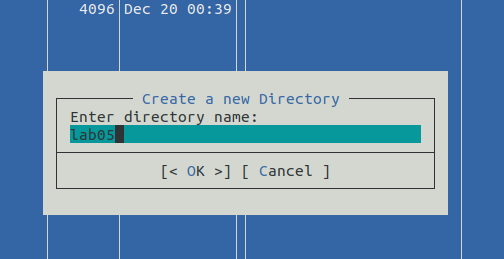 4096 Dec 20 00:39
Create a new Directory
Enter directory name:
lab05
[< OK >] [ Cancel ]